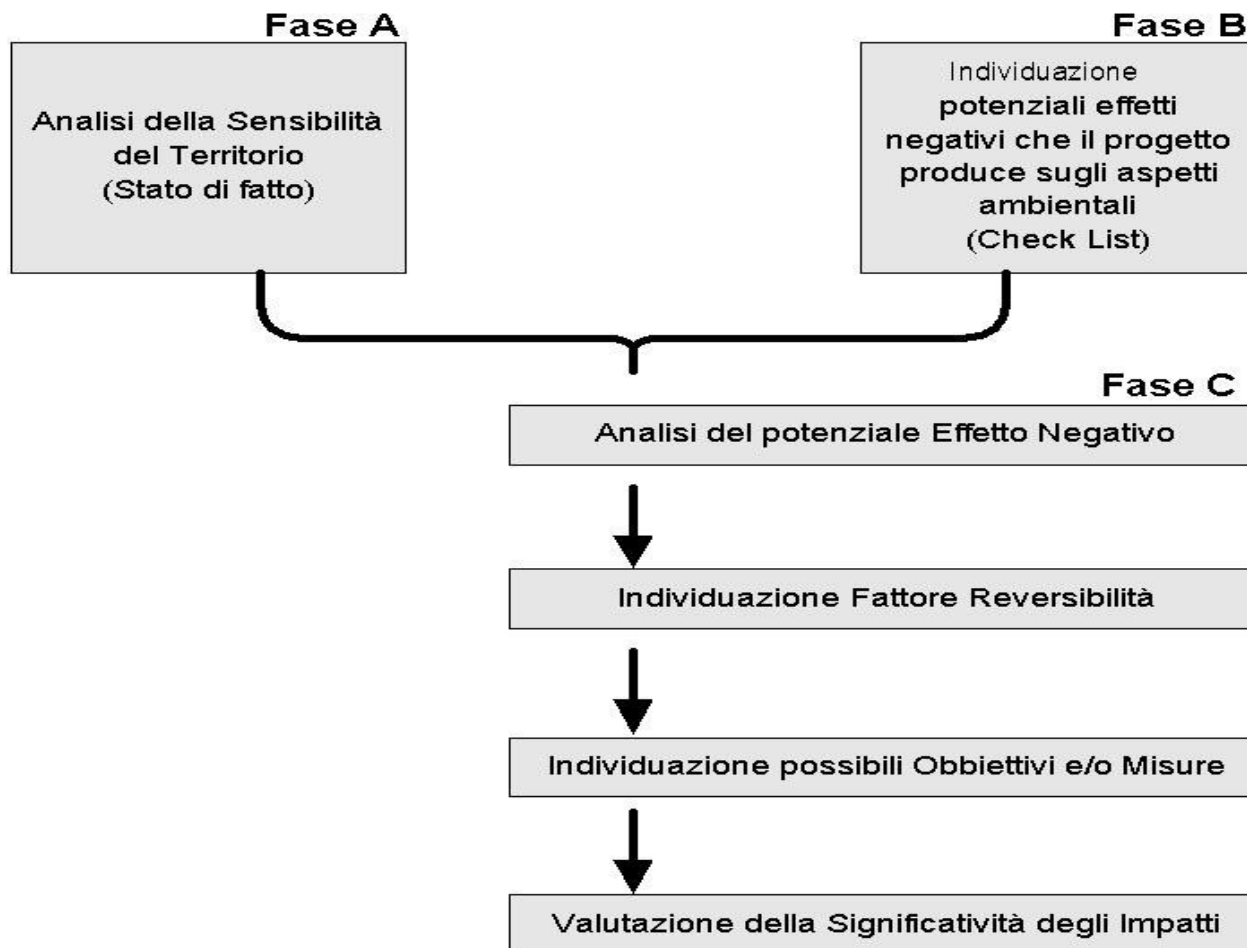 Fase A
Analisi della Sensibilità
del Territorio
(Stato di fatto)
Fase B
Individuazione
potenziali effetti
negativi che il progetto
produce sugli aspetti
ambientali
(Check List)
Fase C
Analisi del potenziale Effetto Negativo
Individuazione Fattore Reversibilità
Individuazione possibili Obbiettivi e/o Misure
Valutazione della Significatività degli Impatti